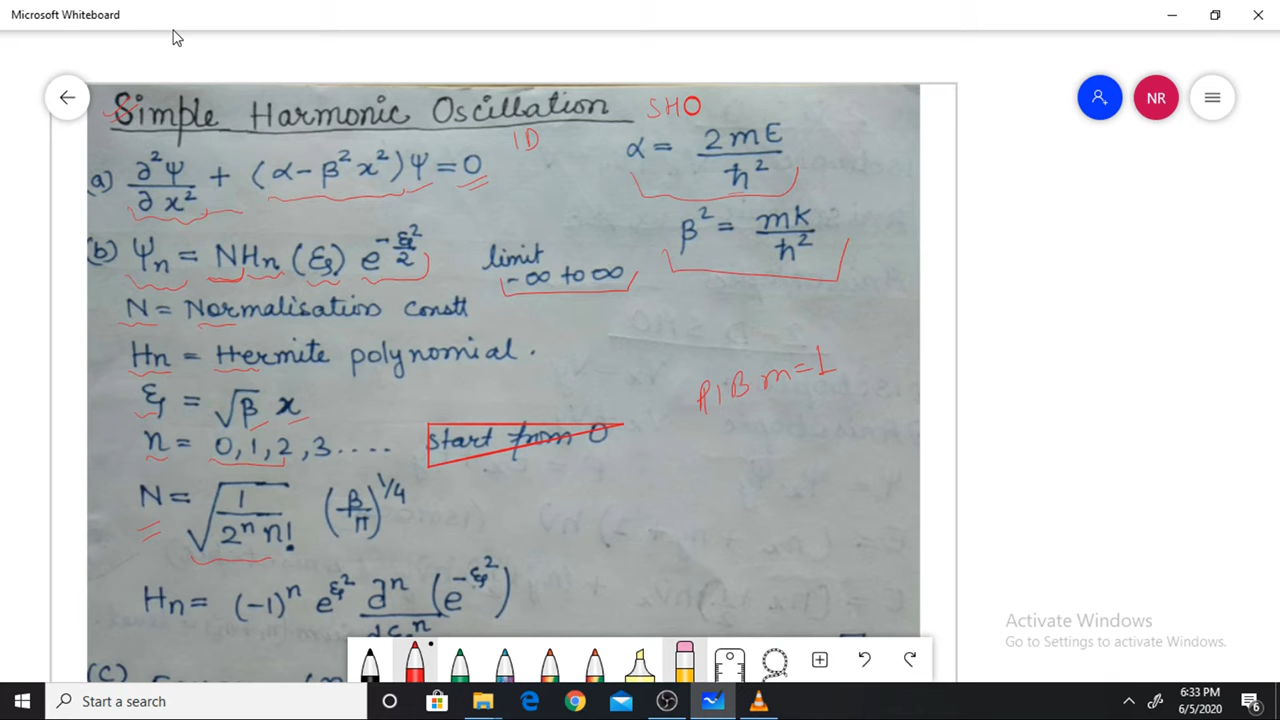 Microsoft Whiteboard
Simple Harmonic Oscillation SHO
1D
(a) ∂²Ψ/∂x² + (α - β²x²)Ψ = 0
α = 2mE/ħ²
β² = mk/ħ²
(b) Ψn = NHn (ξ) e^(-ξ²/2)
limit
-∞ to ∞
N = Normalisation constt
Hn = Hermite polynomial.
PIB n=1
ξ = √β x
n = 0, 1, 2, 3.... start from 0
N = √(1/2ⁿ n!) (β/π)^(1/4)
Hn = (-1)ⁿ e^(ξ²) ∂ⁿ/∂ξⁿ (e^(-ξ²))
(C)
NR
Activate Windows
Go to Settings to activate Windows.
Start a search
6:33 PM
6/5/2020
6